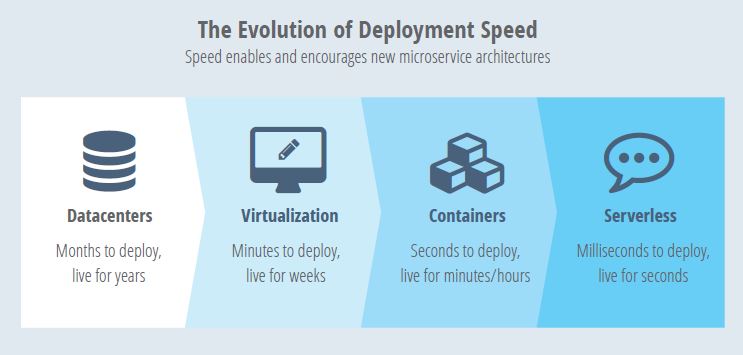 The Evolution of Deployment Speed
Speed enables and encourages new microservice architectures
Datacenters
Months to deploy,
live for years
Virtualization
Minutes to deploy,
live for weeks
Containers
Seconds to deploy,
live for minutes/hours
Serverless
Milliseconds to deploy,
live for seconds